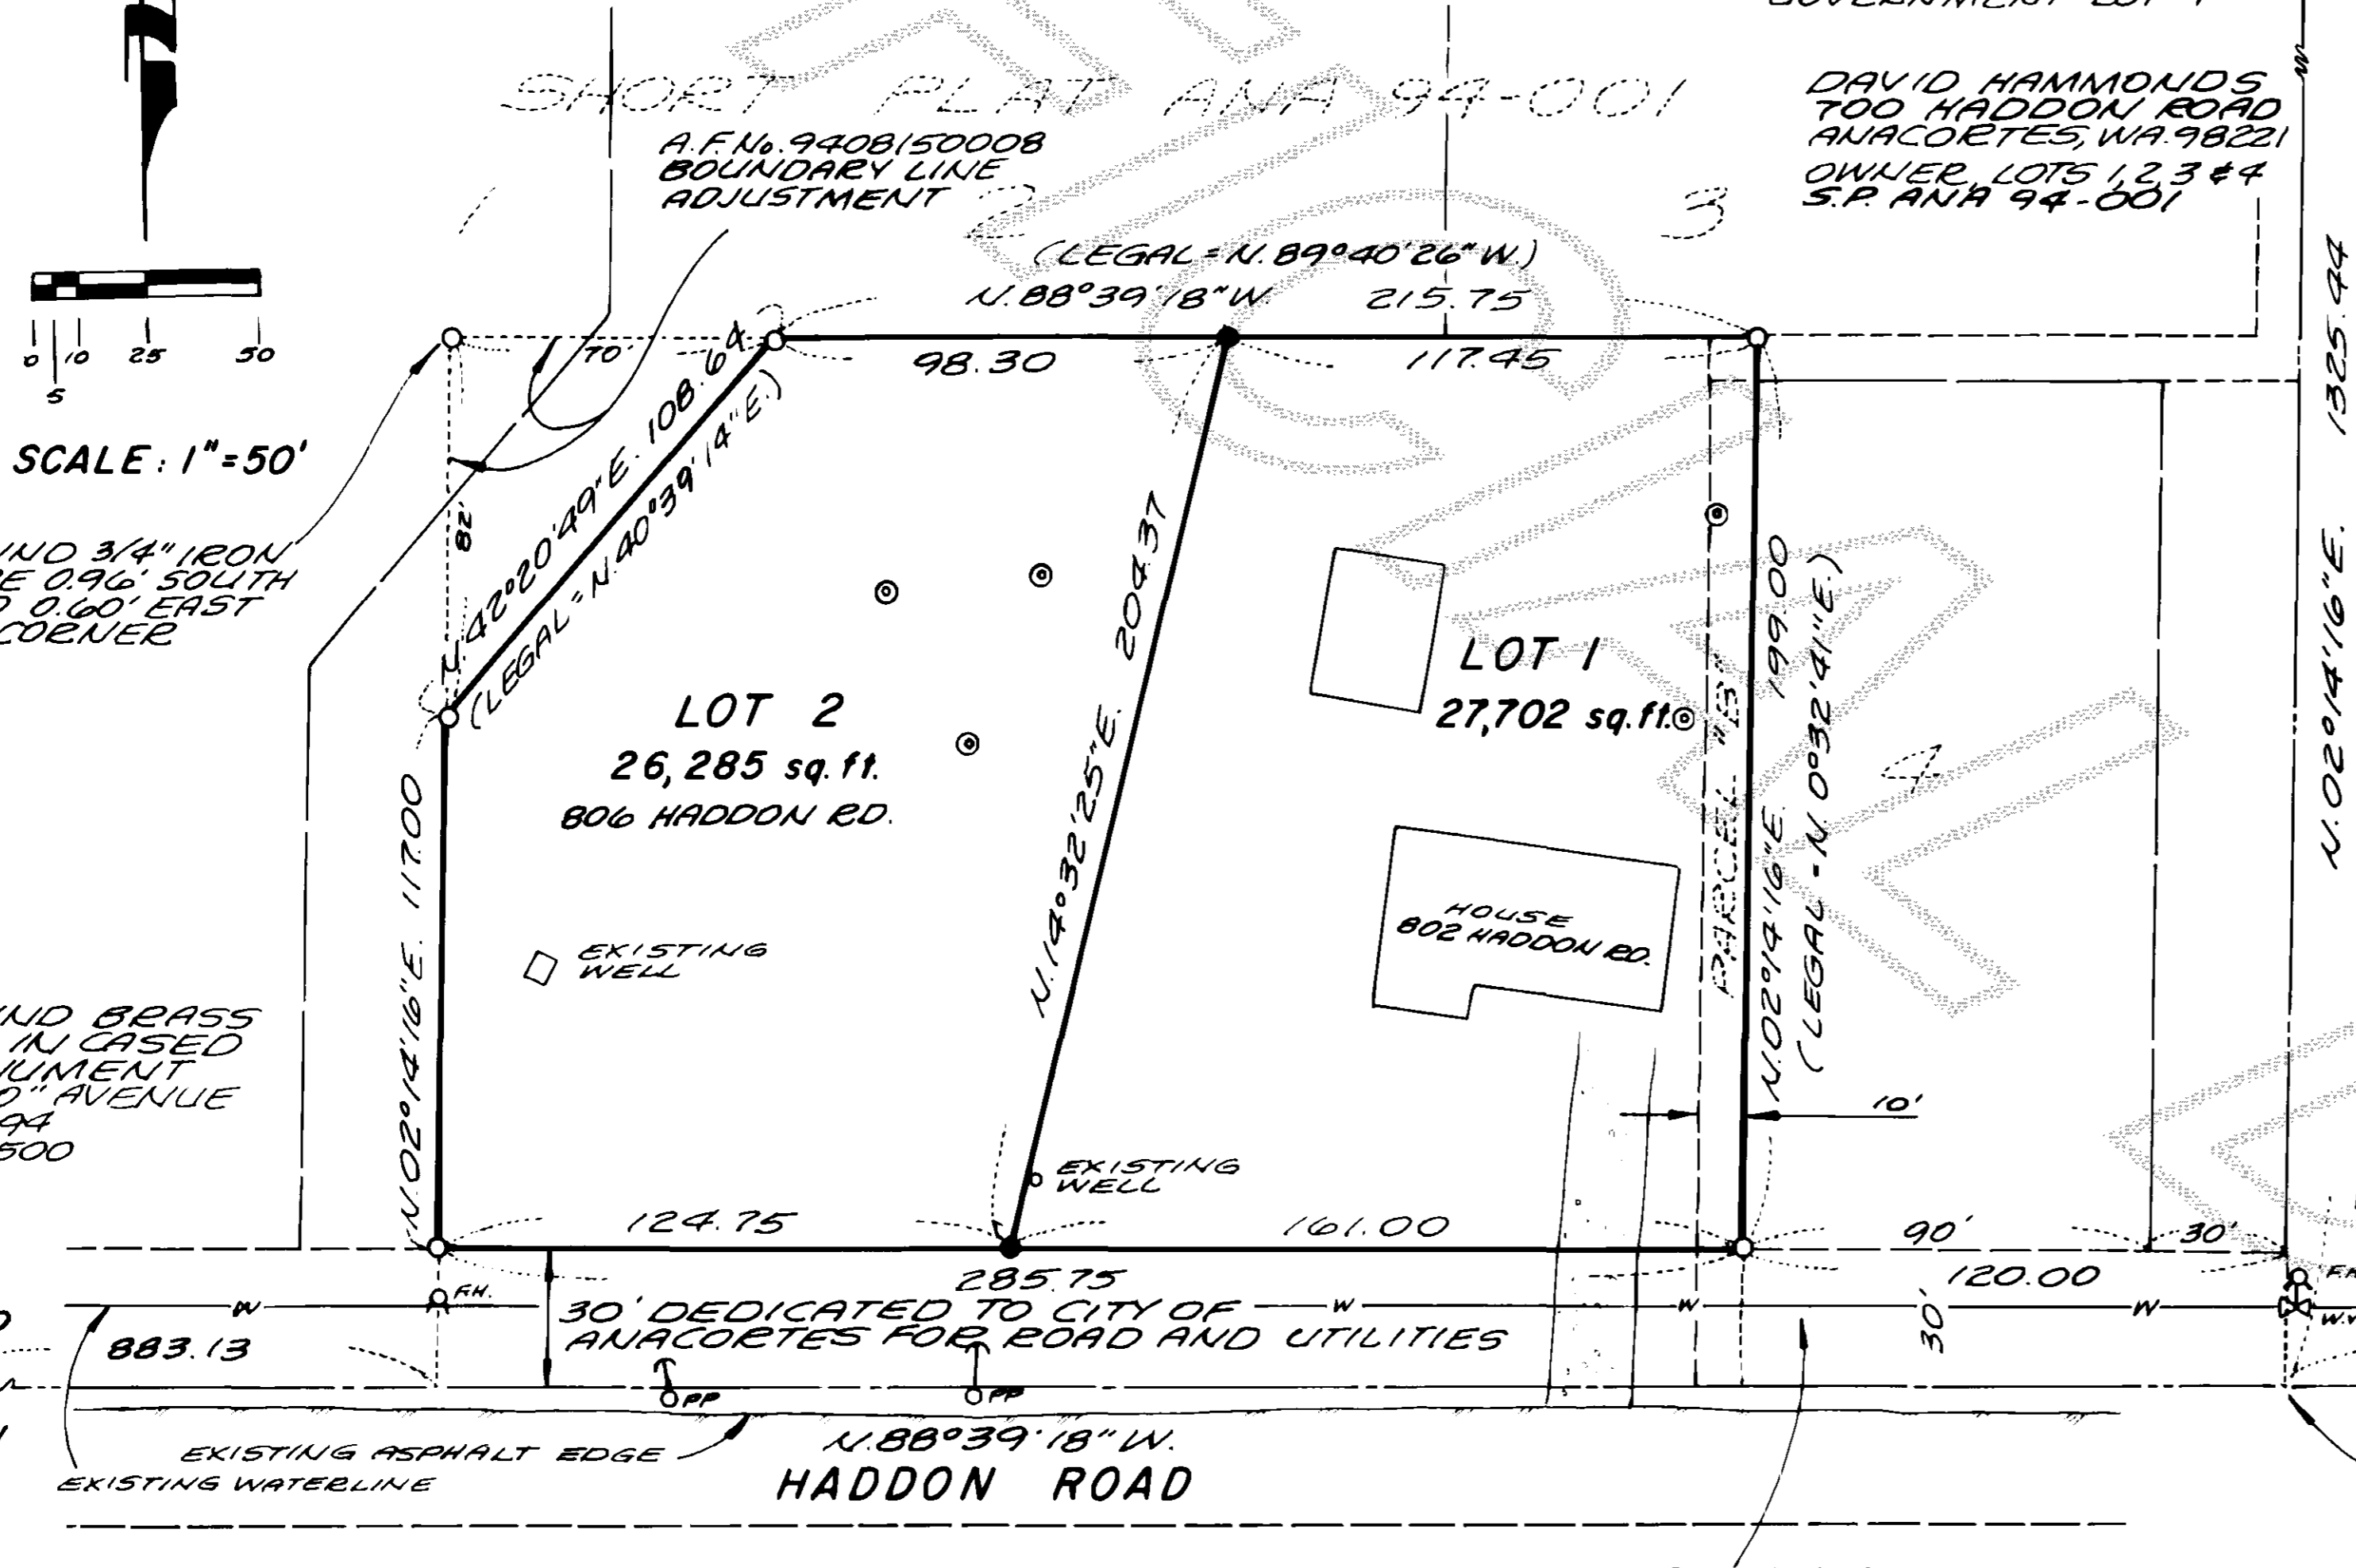 SHORT PLAT ANA 94-001
DAVID HAMMONDS
700 HADDON ROAD
ANACORTES, WA. 98221
OWNER, LOTS 1, 2, 3 & 4
S.P. ANA 94-001
A.F. No. 9408150008
BOUNDARY LINE
ADJUSTMENT
1
2
3
(LEGAL = N. 89°40'26" W.)
N. 88°39'18" W. 215.75
98.30
117.45
70'
0 5 10 25 50
SCALE: 1"=50'
82'
N. 42°20'49" E. 108.64
(LEGAL = N. 40°39'14" E.)
3/4" IRON
0.96' SOUTH
0.60' EAST
CORNER
N. 14°32'25" E. 204.37
LOT 1
27,702 sq. ft.
LOT 2
26,285 sq. ft.
806 HADDON RD.
PARCEL "B"
N. 02°14'16" E. 199.00
(LEGAL = N. 0°32'41" E.)
4
N. 02°14'16" E. 1325.44
N. 02°14'16" E. 117.00
HOUSE
802 HADDON RD.
EXISTING
WELL
BRASS
IN CASED
AVENUE
94
10'
EXISTING
WELL
124.75
161.00
90'
30'
285.75
120.00
F.H.
30' DEDICATED TO CITY OF
ANACORTES FOR ROAD AND UTILITIES
W
W
W
W
30'
883.13
PP
PP
EXISTING ASPHALT EDGE
EXISTING WATERLINE
N. 88°39'18" W.
HADDON ROAD